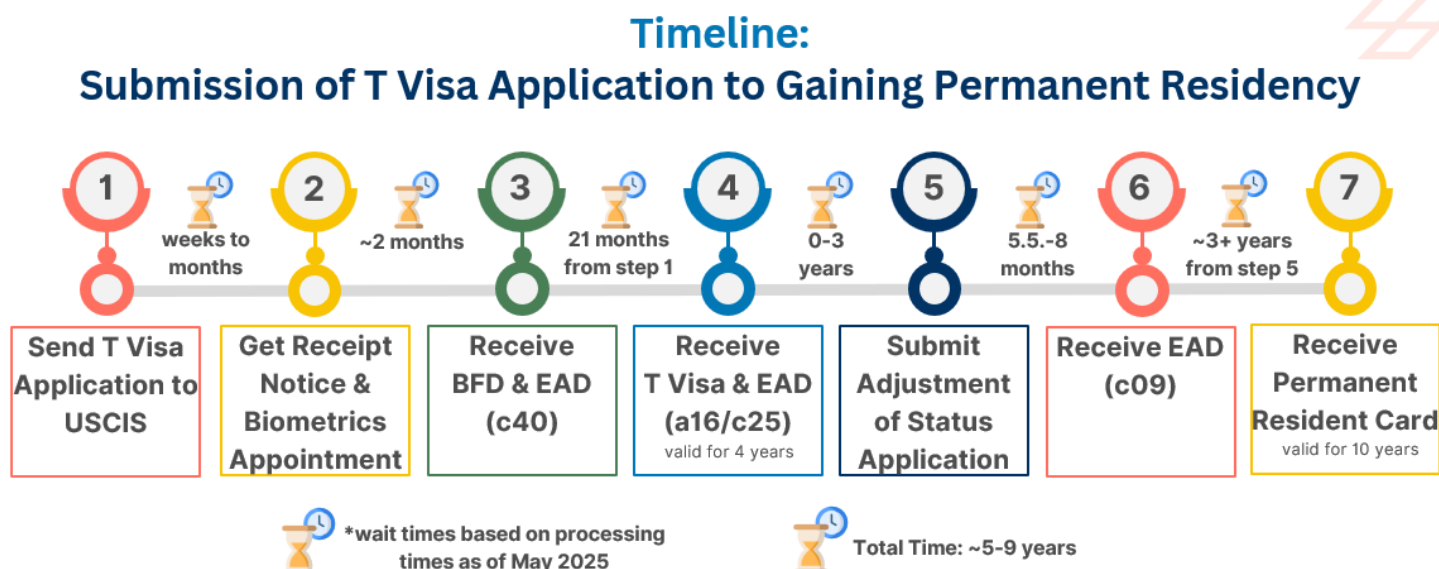 Timeline:
Submission of T Visa Application to Gaining Permanent Residency
1
2
3
4
5
6
7
weeks to
months
~2 months
21 months
from step 1
0-3
years
5.5.-8
months
~3+ years
from step 5
Send T Visa
Application to
USCIS
Get Receipt
Notice &
Biometrics
Appointment
Receive
BFD & EAD
(c40)
Receive
T Visa & EAD
(a16/c25)
valid for 4 years
Submit
Adjustment
of Status
Application
Receive EAD
(c09)
Receive
Permanent
Resident Card
valid for 10 years
*wait times based on processing
times as of May 2025
Total Time: ~5-9 years